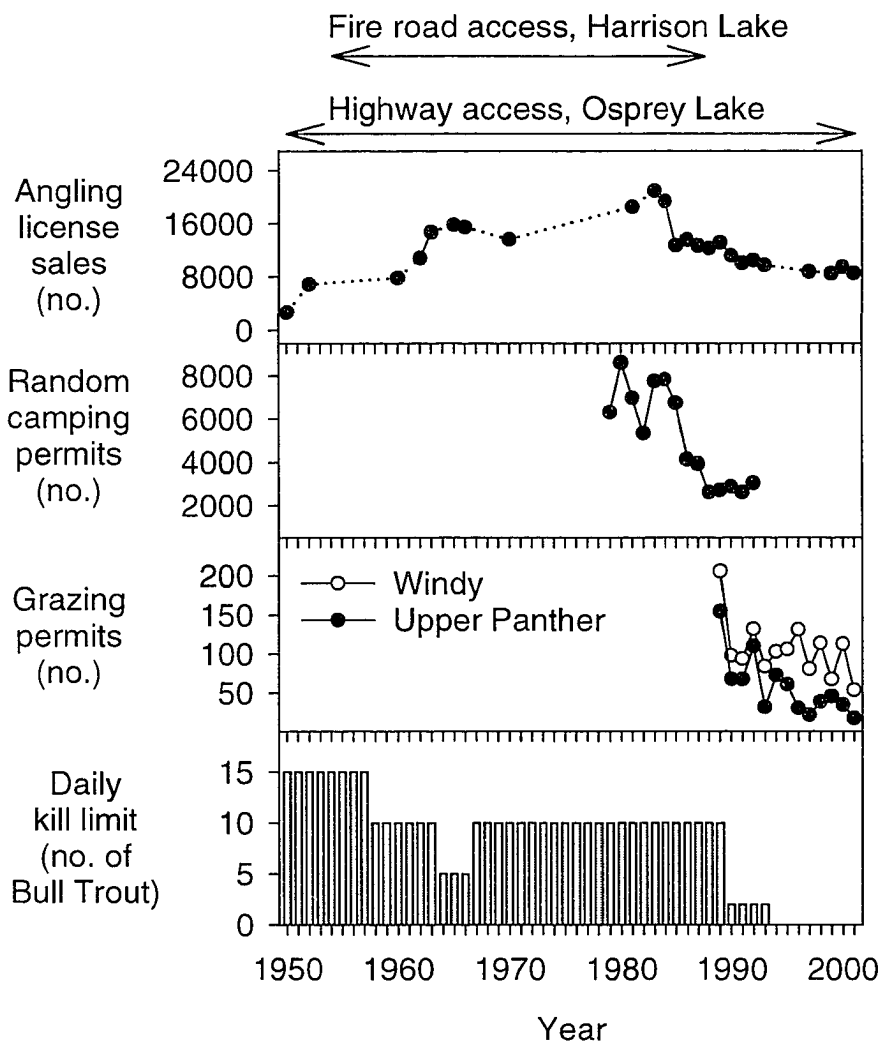 Fire road access, Harrison Lake
Highway access, Osprey Lake
Angling
license
sales
(no.)
24000
16000
8000
0
Random
camping
permits
(no.)
8000
6000
4000
2000
Grazing
permits
(no.)
200
150
100
50
Windy
Upper Panther
Daily
kill limit
(no. of
Bull Trout)
15
10
5
0
1950 1960 1970 1980 1990 2000
Year